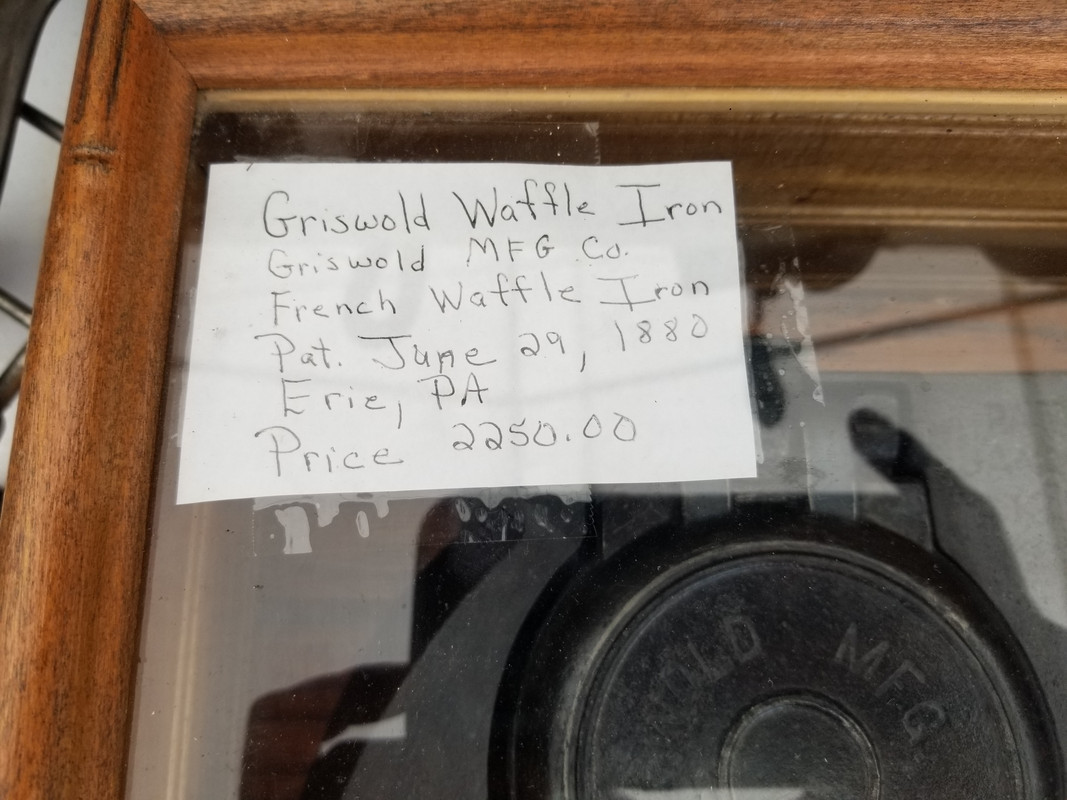 Griswold Waffle Iron
Griswold MFG Co.
French Waffle Iron
Pat. June 29, 1880
Erie, PA
Price 2250.00
OLD MFG